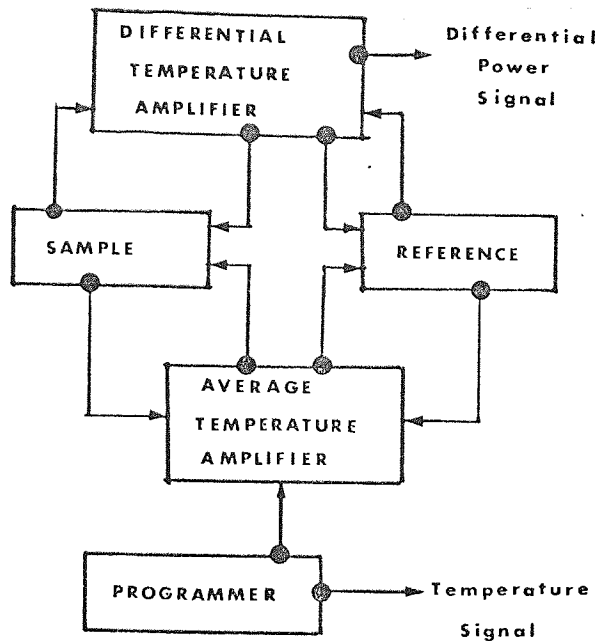 DIFFERENTIAL
TEMPERATURE
AMPLIFIER
Differential
Power
Signal
SAMPLE
REFERENCE
AVERAGE
TEMPERATURE
AMPLIFIER
PROGRAMMER
Temperature
Signal